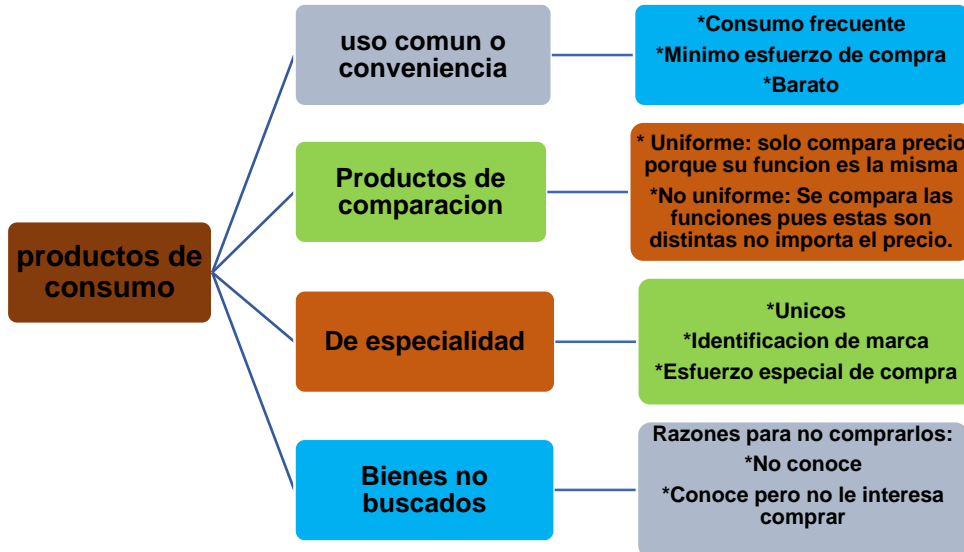 productos de
consumo
uso comun o
conveniencia
*Consumo frecuente
*Minimo esfuerzo de compra
*Barato
Productos de
comparacion
* Uniforme: solo compara precio
porque su funcion es la misma
*No uniforme: Se compara las
funciones pues estas son
distintas no importa el precio.
De especialidad
*Unicos
*Identificacion de marca
*Esfuerzo especial de compra
Bienes no
buscados
Razones para no comprarlos:
*No conoce
*Conoce pero no le interesa
comprar